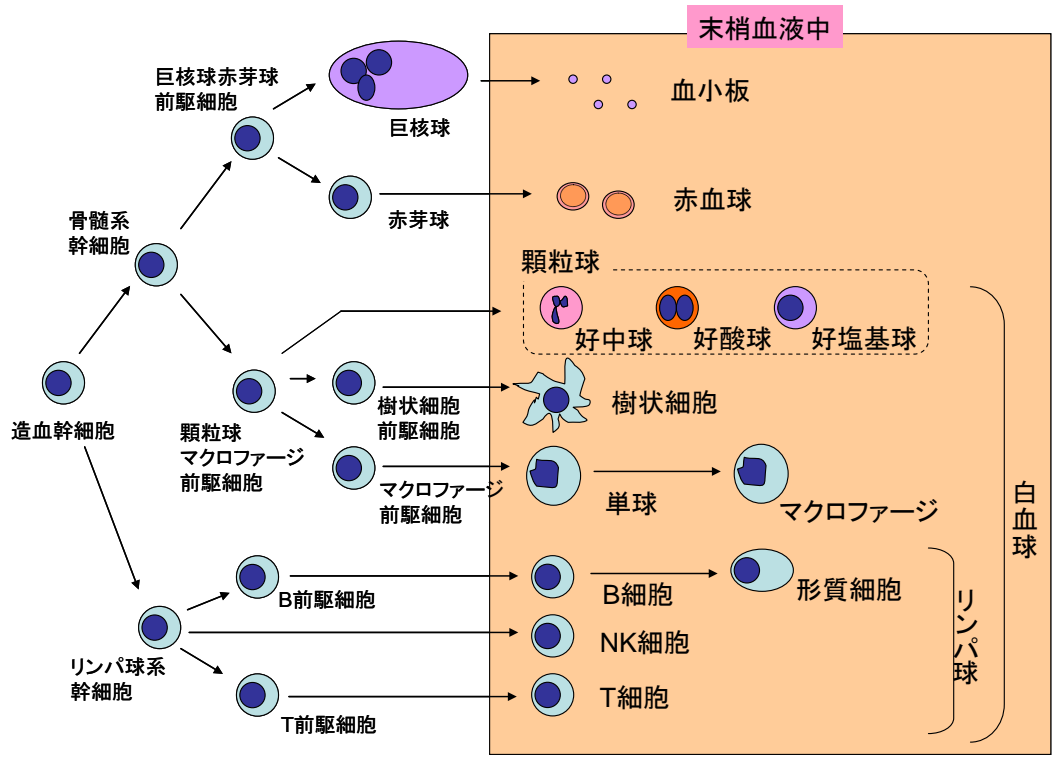 末梢血液中
巨核球赤芽球
前駆細胞
巨核球
血小板
赤芽球
赤血球
骨髄系
幹細胞
顆粒球
好中球
好酸球
好塩基球
造血幹細胞
顆粒球
マクロファージ
前駆細胞
樹状細胞
前駆細胞
樹状細胞
マクロファージ
前駆細胞
単球
マクロファージ
白血球
B前駆細胞
B細胞
形質細胞
リンパ球
NK細胞
リンパ球系
幹細胞
T前駆細胞
T細胞